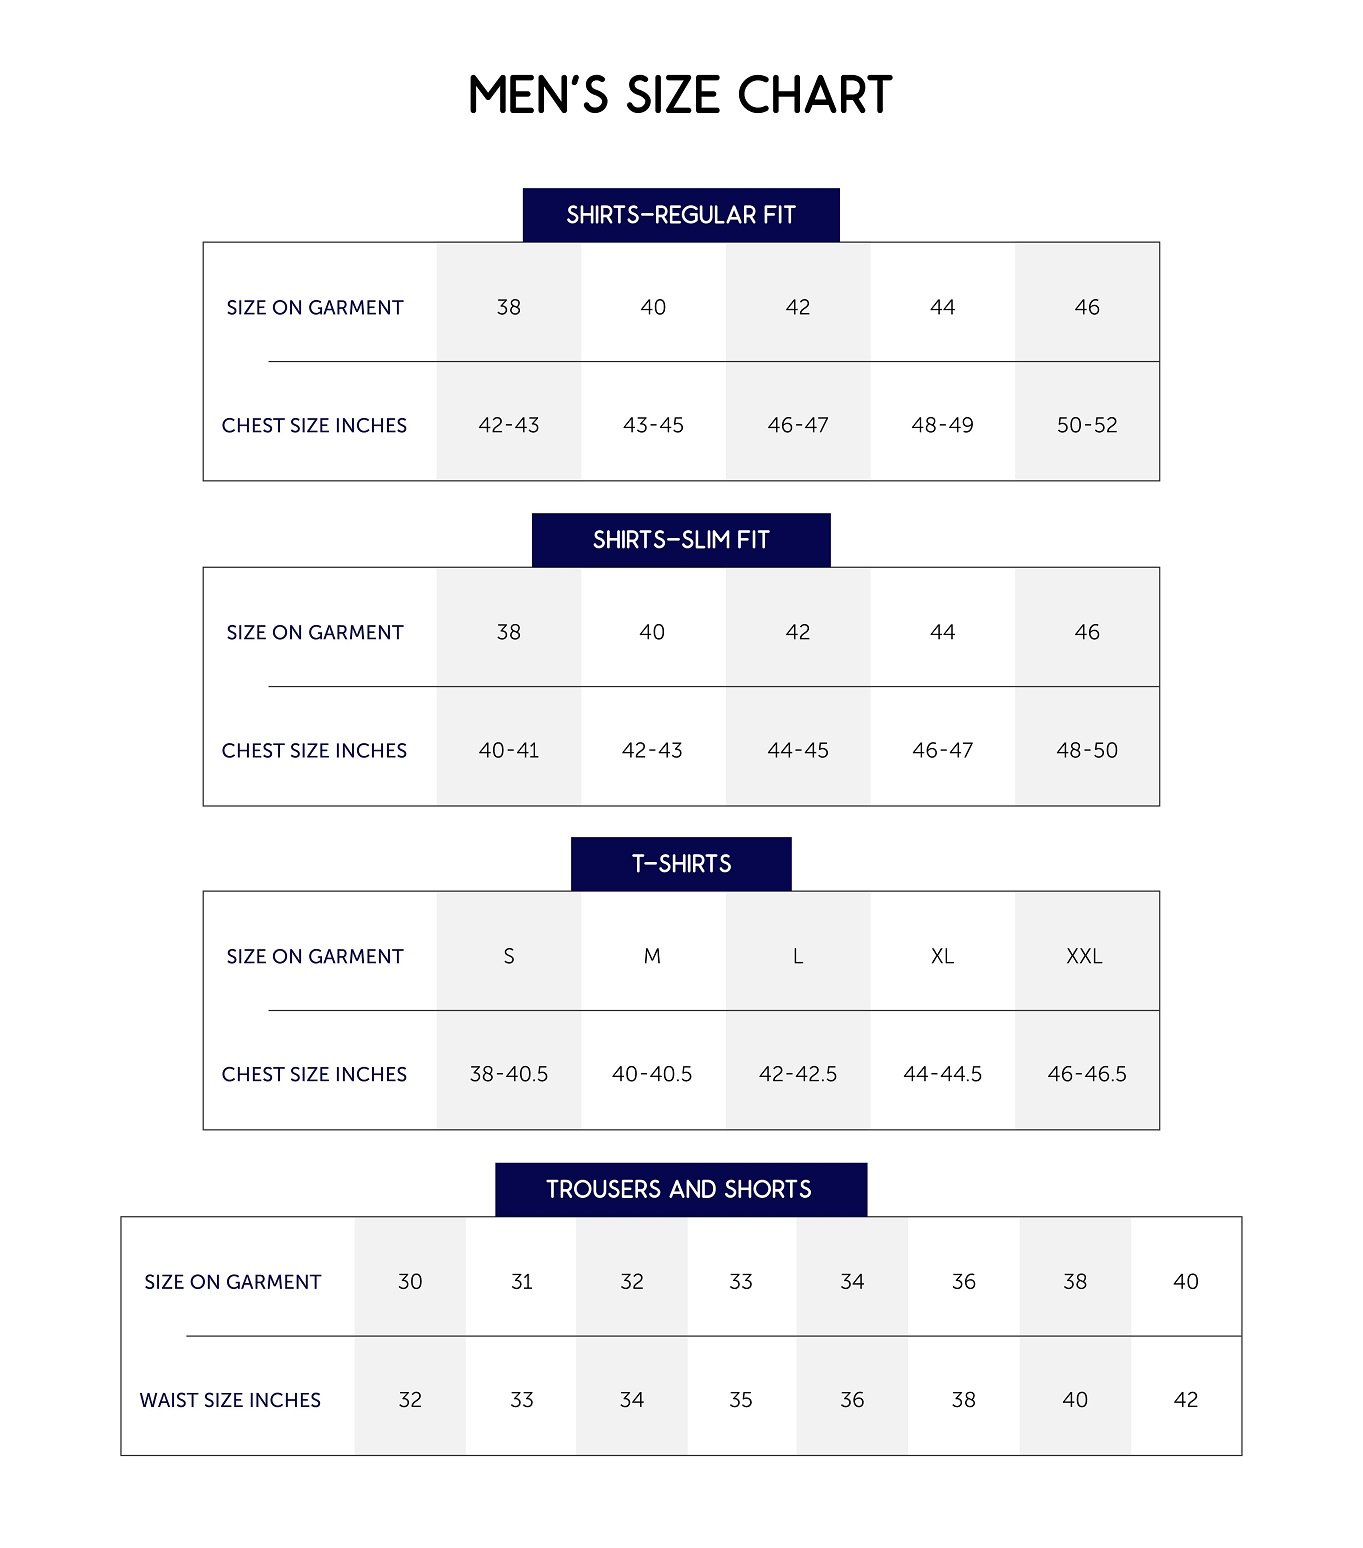 MEN'S SIZE CHART
SHIRTS-REGULAR FIT
SIZE ON GARMENT 38 40 42 44 46
CHEST SIZE INCHES 42-43 43-45 46-47 48-49 50-52
SHIRTS-SLIM FIT
SIZE ON GARMENT 38 40 42 44 46
CHEST SIZE INCHES 40-41 42-43 44-45 46-47 48-50
T-SHIRTS
SIZE ON GARMENT S M L XL XXL
CHEST SIZE INCHES 38-40.5 40-40.5 42-42.5 44-44.5 46-46.5
TROUSERS AND SHORTS
SIZE ON GARMENT 30 31 32 33 34 36 38 40
WAIST SIZE INCHES 32 33 34 35 36 38 40 42